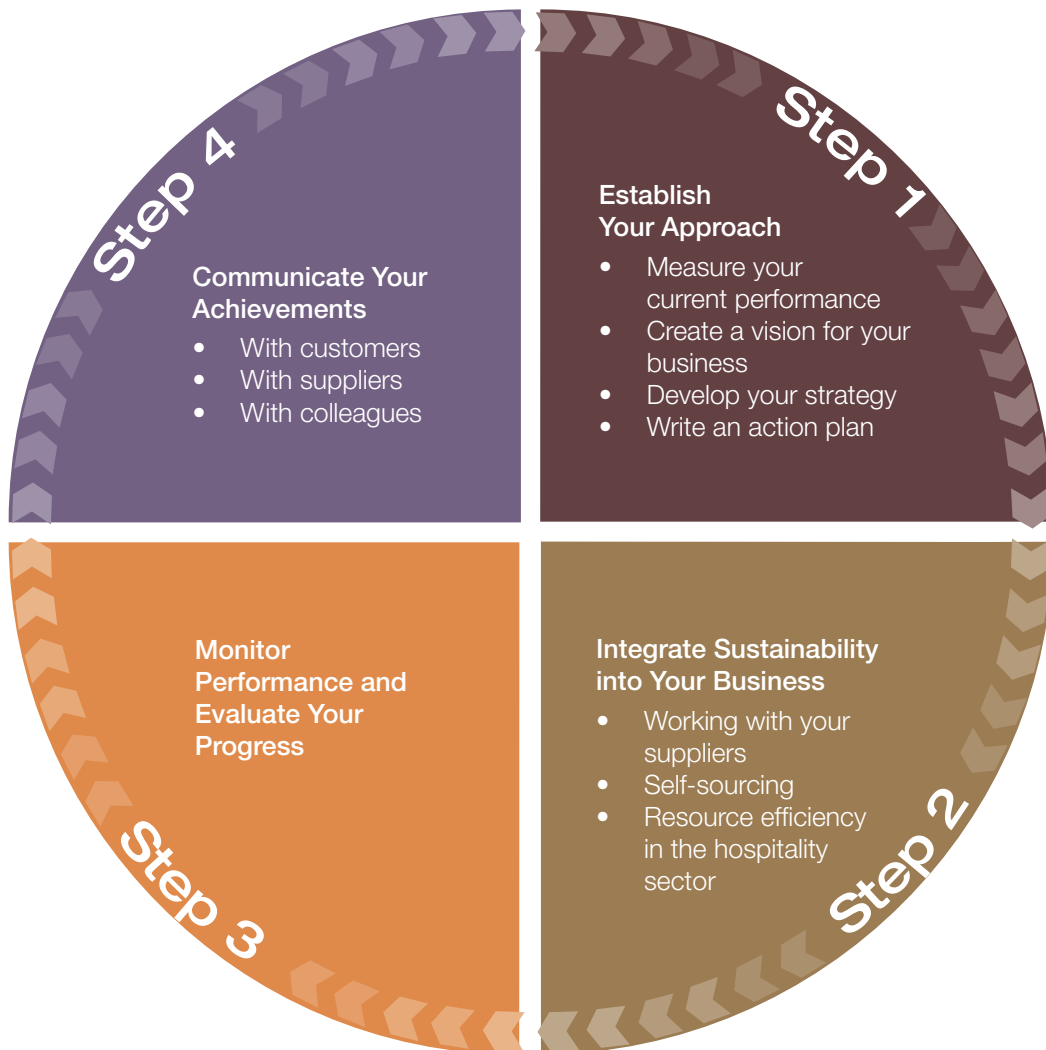 Step 1
Establish
Your Approach
• Measure your
current performance
• Create a vision for your
business
• Develop your strategy
• Write an action plan
Step 2
Integrate Sustainability
into Your Business
• Working with your
suppliers
• Self-sourcing
• Resource efficiency
in the hospitality
sector
Step 3
Monitor
Performance and
Evaluate Your
Progress
Step 4
Communicate Your
Achievements
• With customers
• With suppliers
• With colleagues